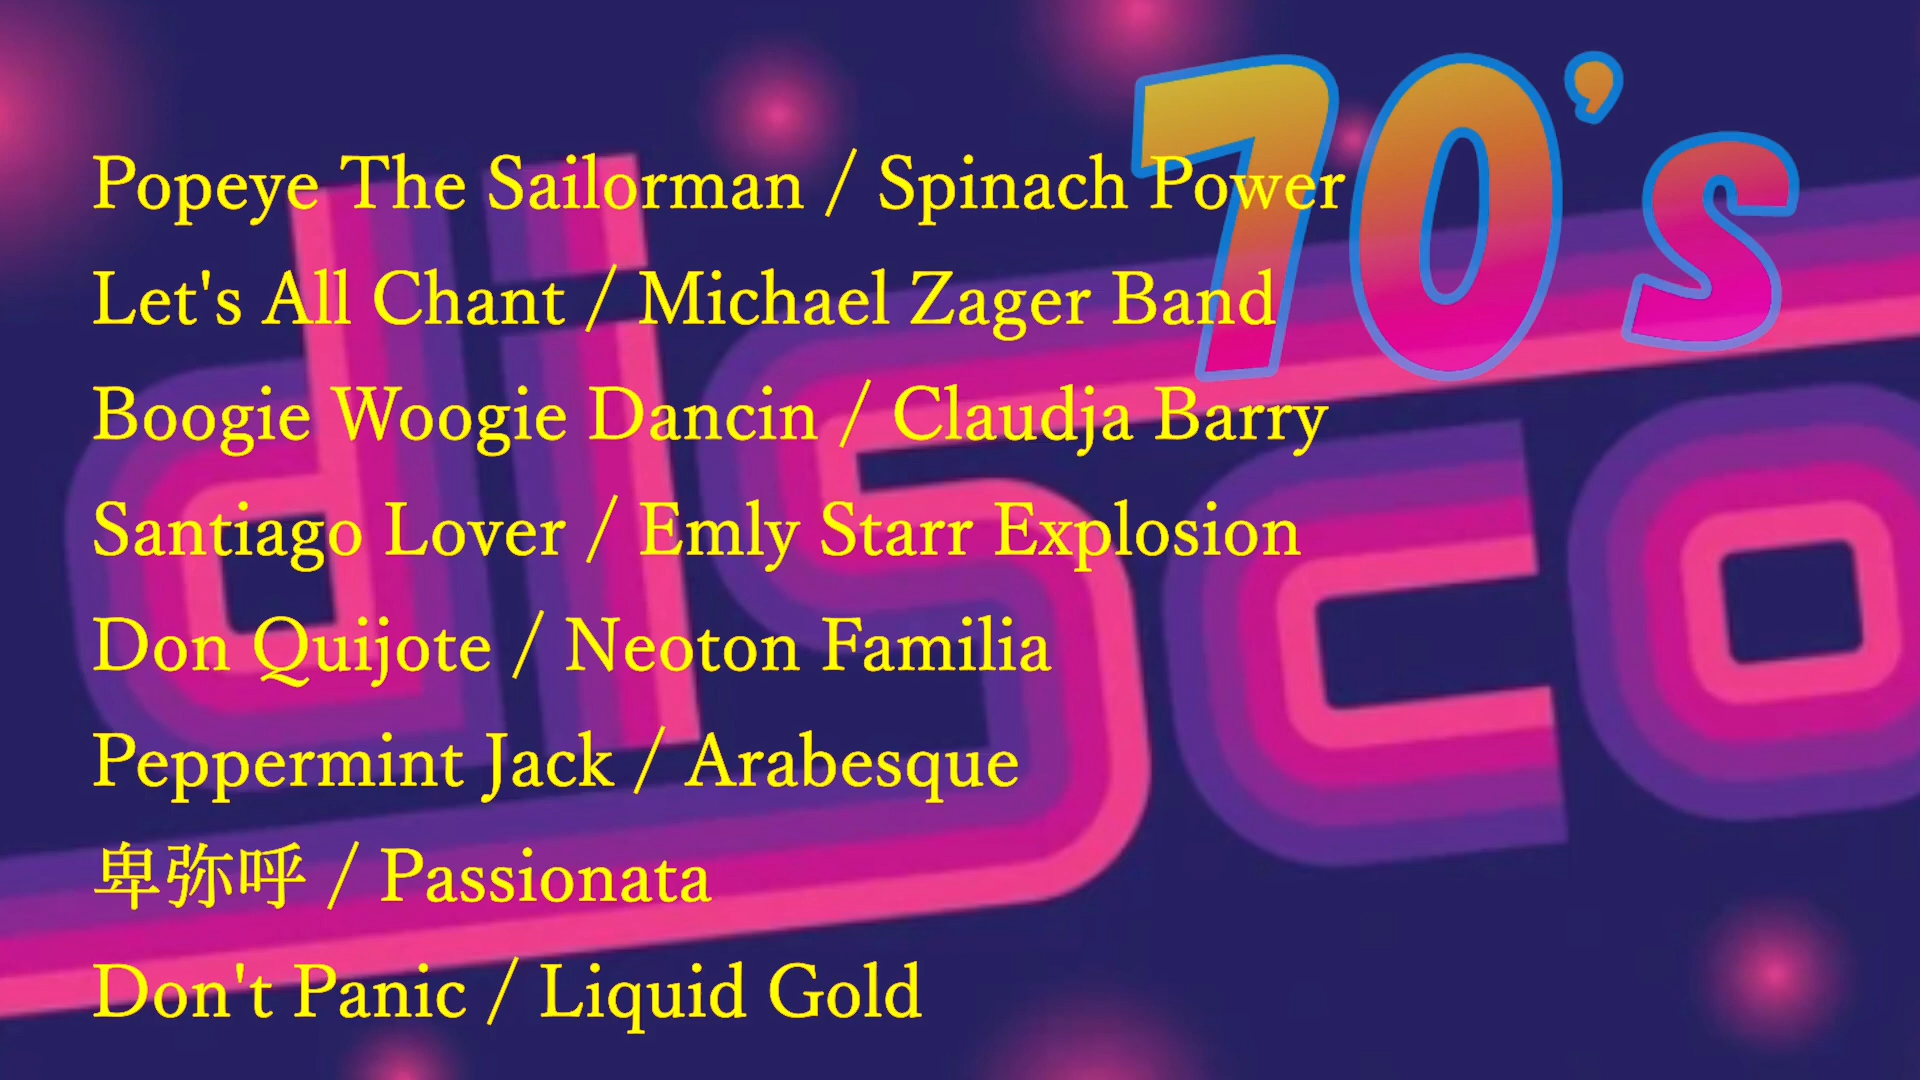 70's
disco
Popeye The Sailorman / Spinach Power
Let's All Chant / Michael Zager Band
Boogie Woogie Dancin / Claudja Barry
Santiago Lover / Emly Starr Explosion
Don Quijote / Neoton Familia
Peppermint Jack / Arabesque
卑弥呼 / Passionata
Don't Panic / Liquid Gold